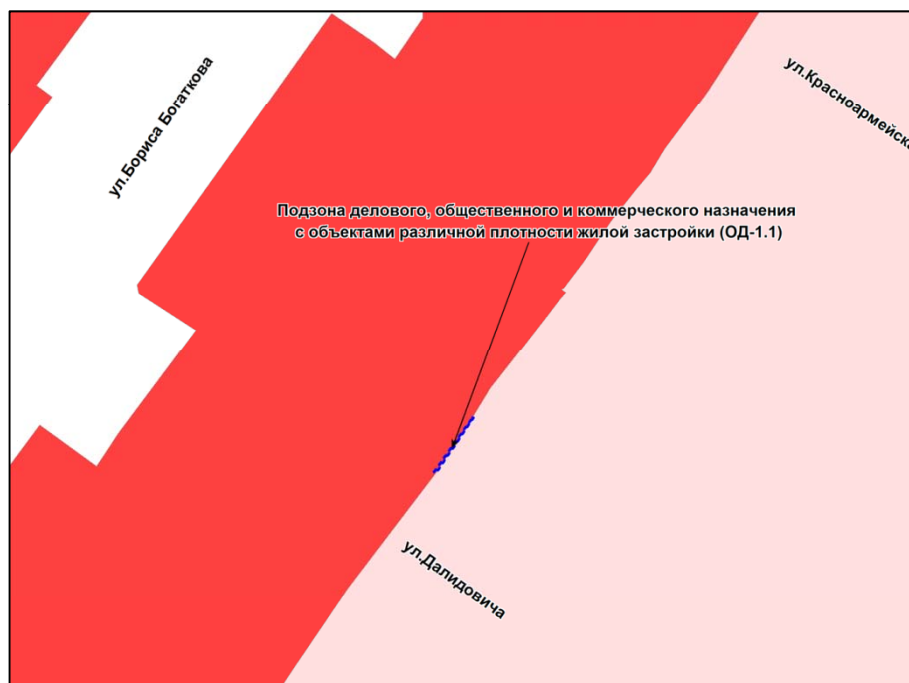 ул.Красноармейска
ул.Бориса Богаткова
Подзона делового, общественного и коммерческого назначения
с объектами различной плотности жилой застройки (ОД-1.1)
ул.Далидовича